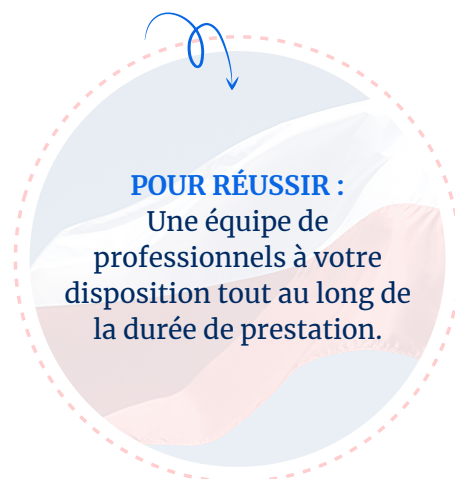 POUR RÉUSSIR :
Une équipe de
professionnels à votre
disposition tout au long de
la durée de prestation.